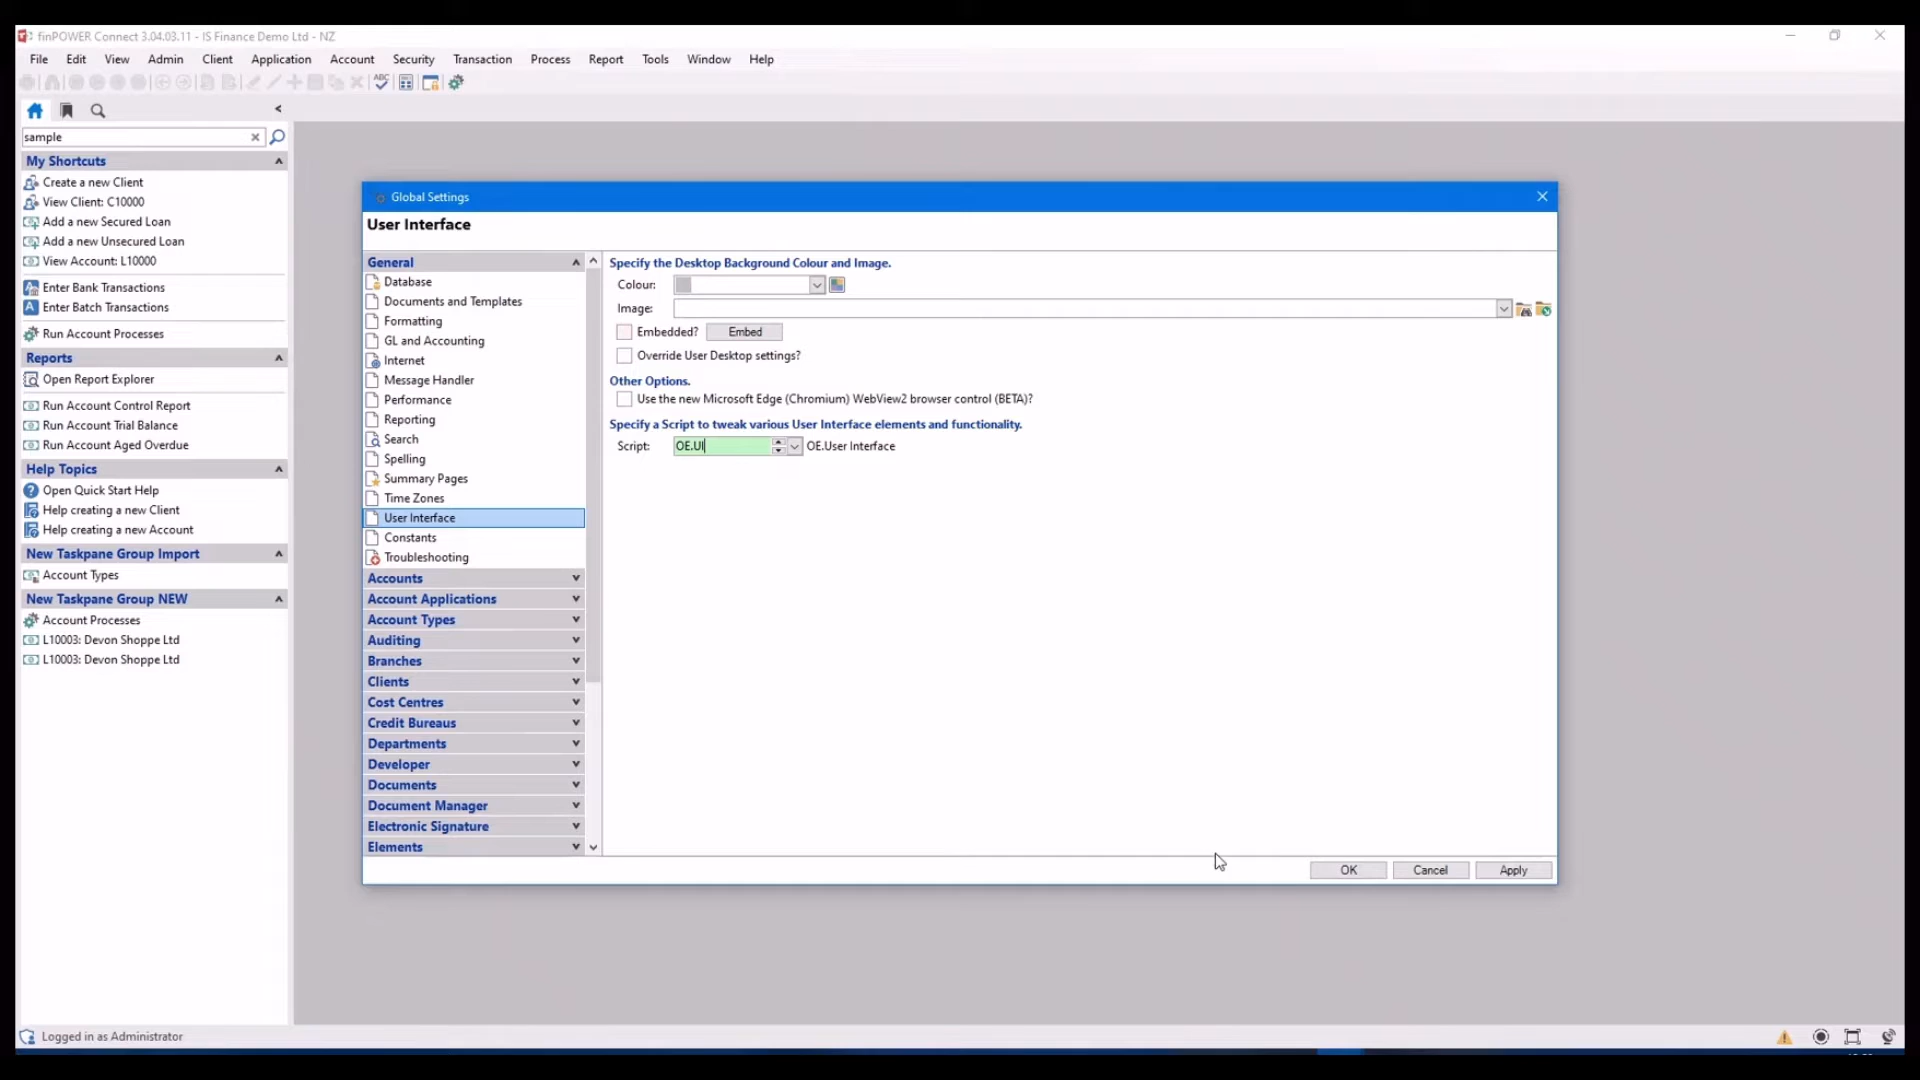 finPOWER Connect 3.04.03.11 - IS Finance Demo Ltd - NZ
File Edit View Admin Client Application Account Security Transaction Process Report Tools Window Help
ABC
sample
My Shortcuts
Create a new Client
View Client: C10000
Add a new Secured Loan
Add a new Unsecured Loan
View Account: L10000
Enter Bank Transactions
Enter Batch Transactions
Run Account Processes
Reports
Open Report Explorer
Run Account Control Report
Run Account Trial Balance
Run Account Aged Overdue
Help Topics
Open Quick Start Help
Help creating a new Client
Help creating a new Account
New Taskpane Group Import
Account Types
New Taskpane Group NEW
Account Processes
L10003: Devon Shoppe Ltd
L10003: Devon Shoppe Ltd
Global Settings
User Interface
General
Database
Documents and Templates
Formatting
GL and Accounting
Internet
Message Handler
Performance
Reporting
Search
Spelling
Summary Pages
Time Zones
User Interface
Constants
Troubleshooting
Accounts
Account Applications
Account Types
Auditing
Branches
Clients
Cost Centres
Credit Bureaus
Departments
Developer
Documents
Document Manager
Electronic Signature
Elements
Specify the Desktop Background Colour and Image.
Colour:
Image:
Embedded? Embed
Override User Desktop settings?
Other Options.
Use the new Microsoft Edge (Chromium) WebView2 browser control (BETA)?
Specify a Script to tweak various User Interface elements and functionality.
Script: OE.UI OE.User Interface
OK Cancel Apply
Logged in as Administrator